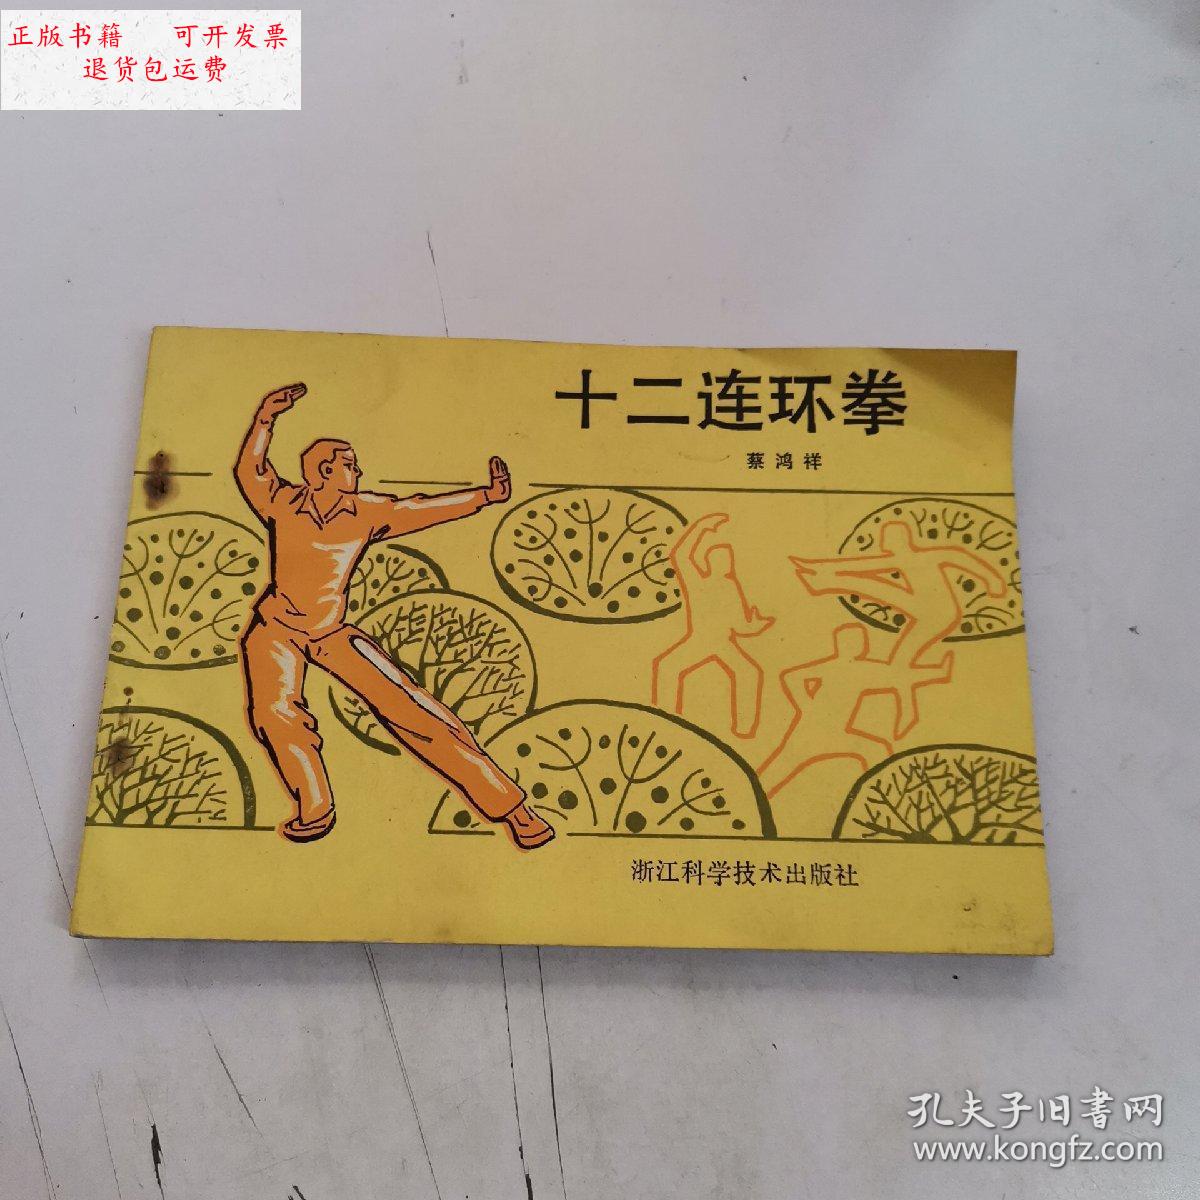 正版书籍 可开发票
退货包运费
十二连环拳
蔡鸿祥
浙江科学技术出版社
孔夫子旧书网
www.kongfz.com